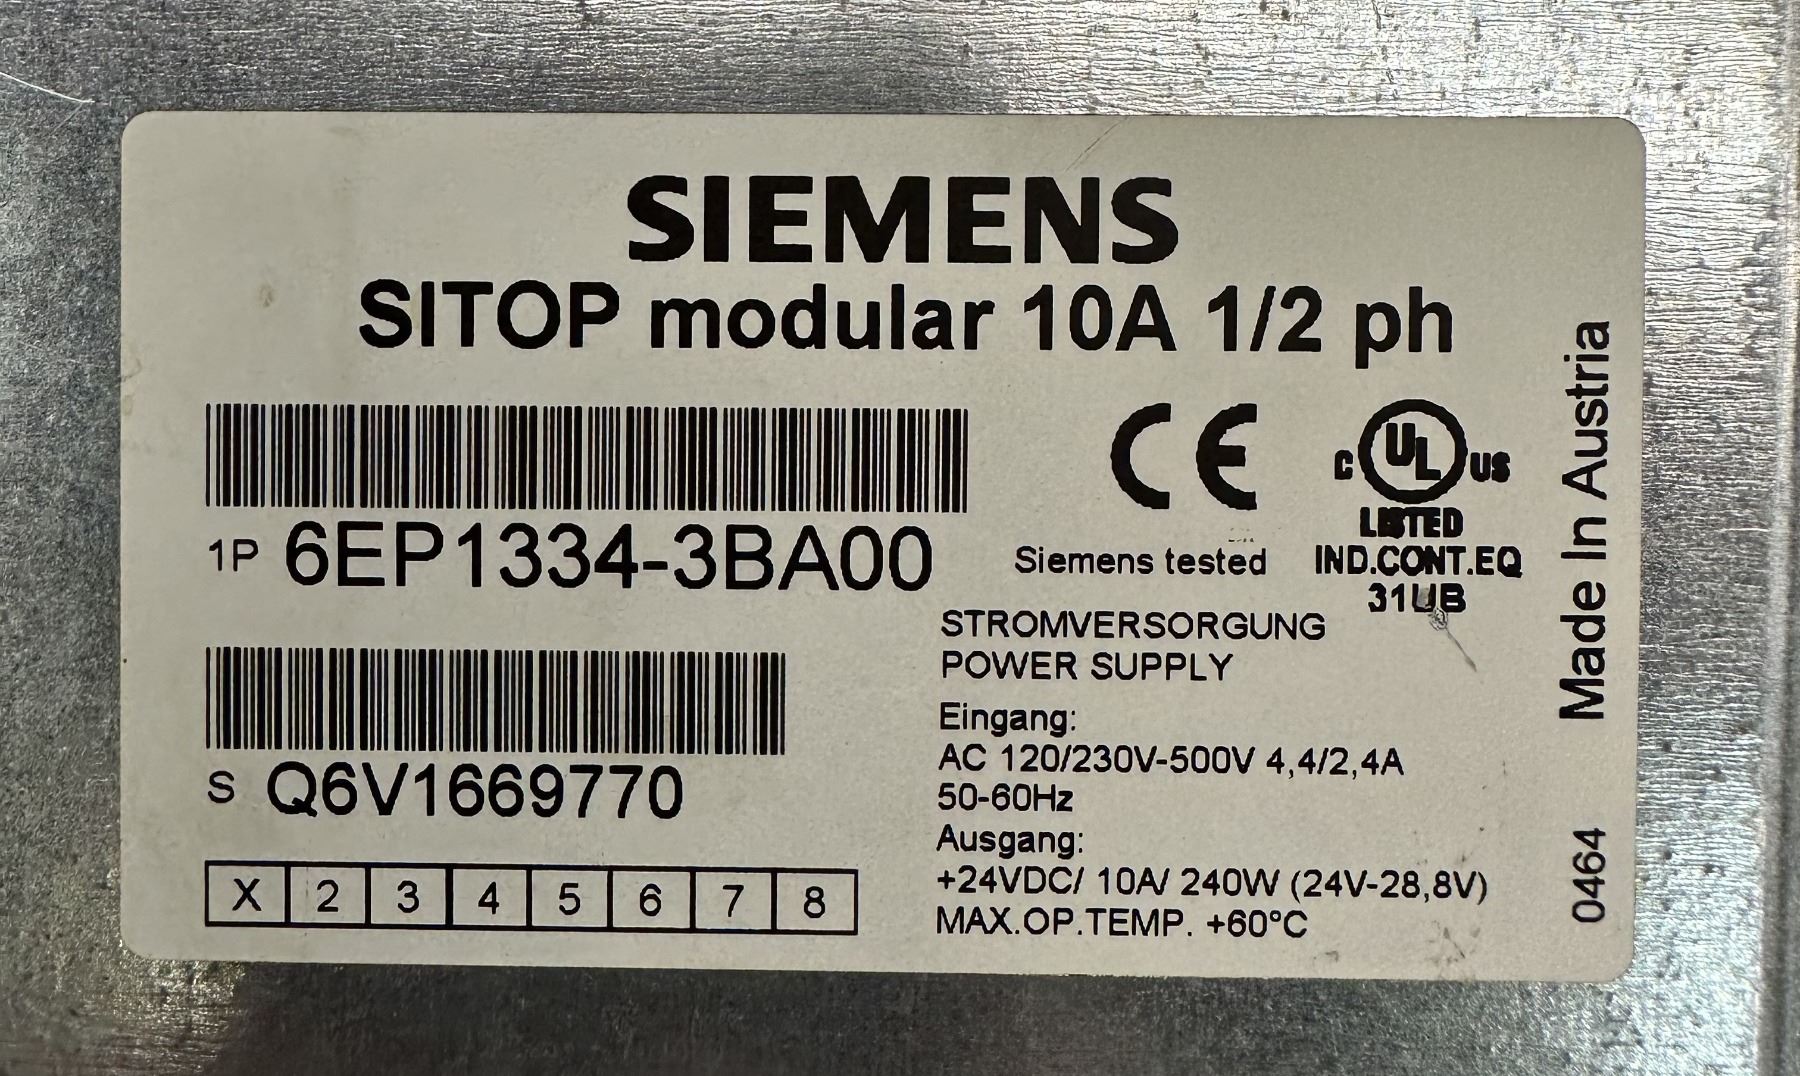 SIEMENS
SITOP modular 10A 1/2 ph
1P 6EP1334-3BA00
S Q6V1669770
X 2 3 4 5 6 7 8
CE
Siemens tested
C UL US
LISTED
IND.CONT.EQ
31UB
STROMVERSORGUNG
POWER SUPPLY
Eingang:
AC 120/230V-500V 4,4/2,4A
50-60Hz
Ausgang:
+24VDC/ 10A/ 240W (24V-28,8V)
MAX.OP.TEMP. +60°C
Made In Austria
0464